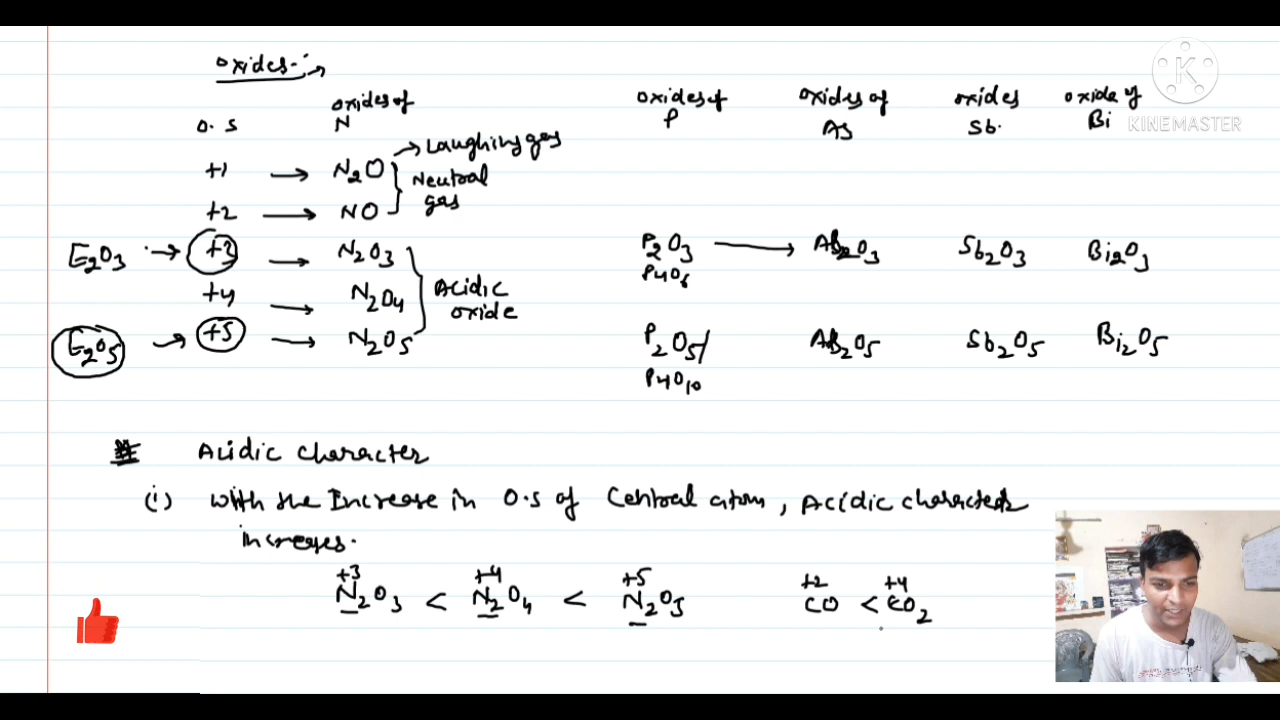 Oxides:- →
O.S oxides of N oxides of P oxides of As oxides Sb. oxide of Bi
KINEMASTER
+1 → N2O → Laughing gas
+2 → NO Neutral gas
E2O3 → +3 → N2O3 P2O3 → As2O3 Sb2O3 Bi2O3
P4O6
+4 → N2O4 Acidic oxide
E2O5 → +5 → N2O5 P2O5/ As2O5 Sb2O5 Bi2O5
P4O10
Acidic character
(i) with the Increase in O.S of Central atom, Acidic character
increases.
+3 +4 +5 +2 +4
N2O3 < N2O4 < N2O5 CO < CO2